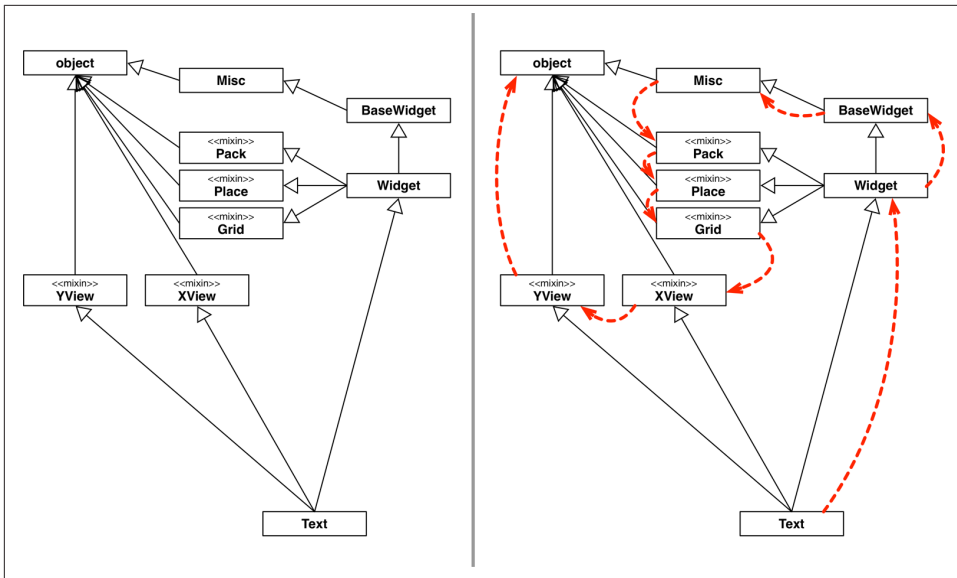 object
Misc
BaseWidget
<<mixin>>
Pack
<<mixin>>
Place
Widget
<<mixin>>
Grid
<<mixin>>
YView
<<mixin>>
XView
Text
object
Misc
BaseWidget
<<mixin>>
Pack
<<mixin>>
Place
Widget
<<mixin>>
Grid
<<mixin>>
YView
<<mixin>>
XView
Text